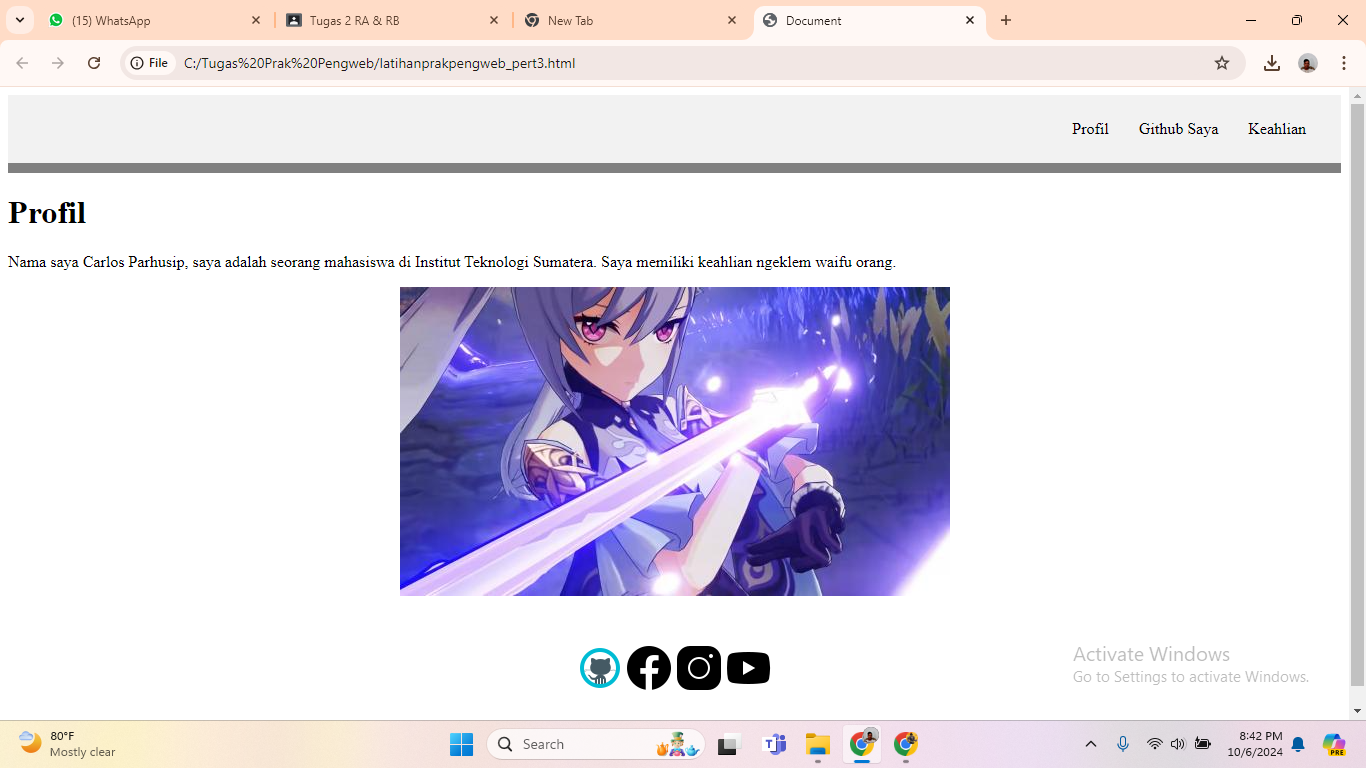 (15) WhatsApp
Tugas 2 RA & RB
New Tab
Document
File
C:/Tugas%20Prak%20Pengweb/latihanprakpengweb_pert3.html
Profil
Github Saya
Keahlian
Profil
Nama saya Carlos Parhusip, saya adalah seorang mahasiswa di Institut Teknologi Sumatera. Saya memiliki keahlian ngeklem waifu orang.
Activate Windows
Go to Settings to activate Windows.
80°F
Mostly clear
Search
8:42 PM
10/6/2024
PRE